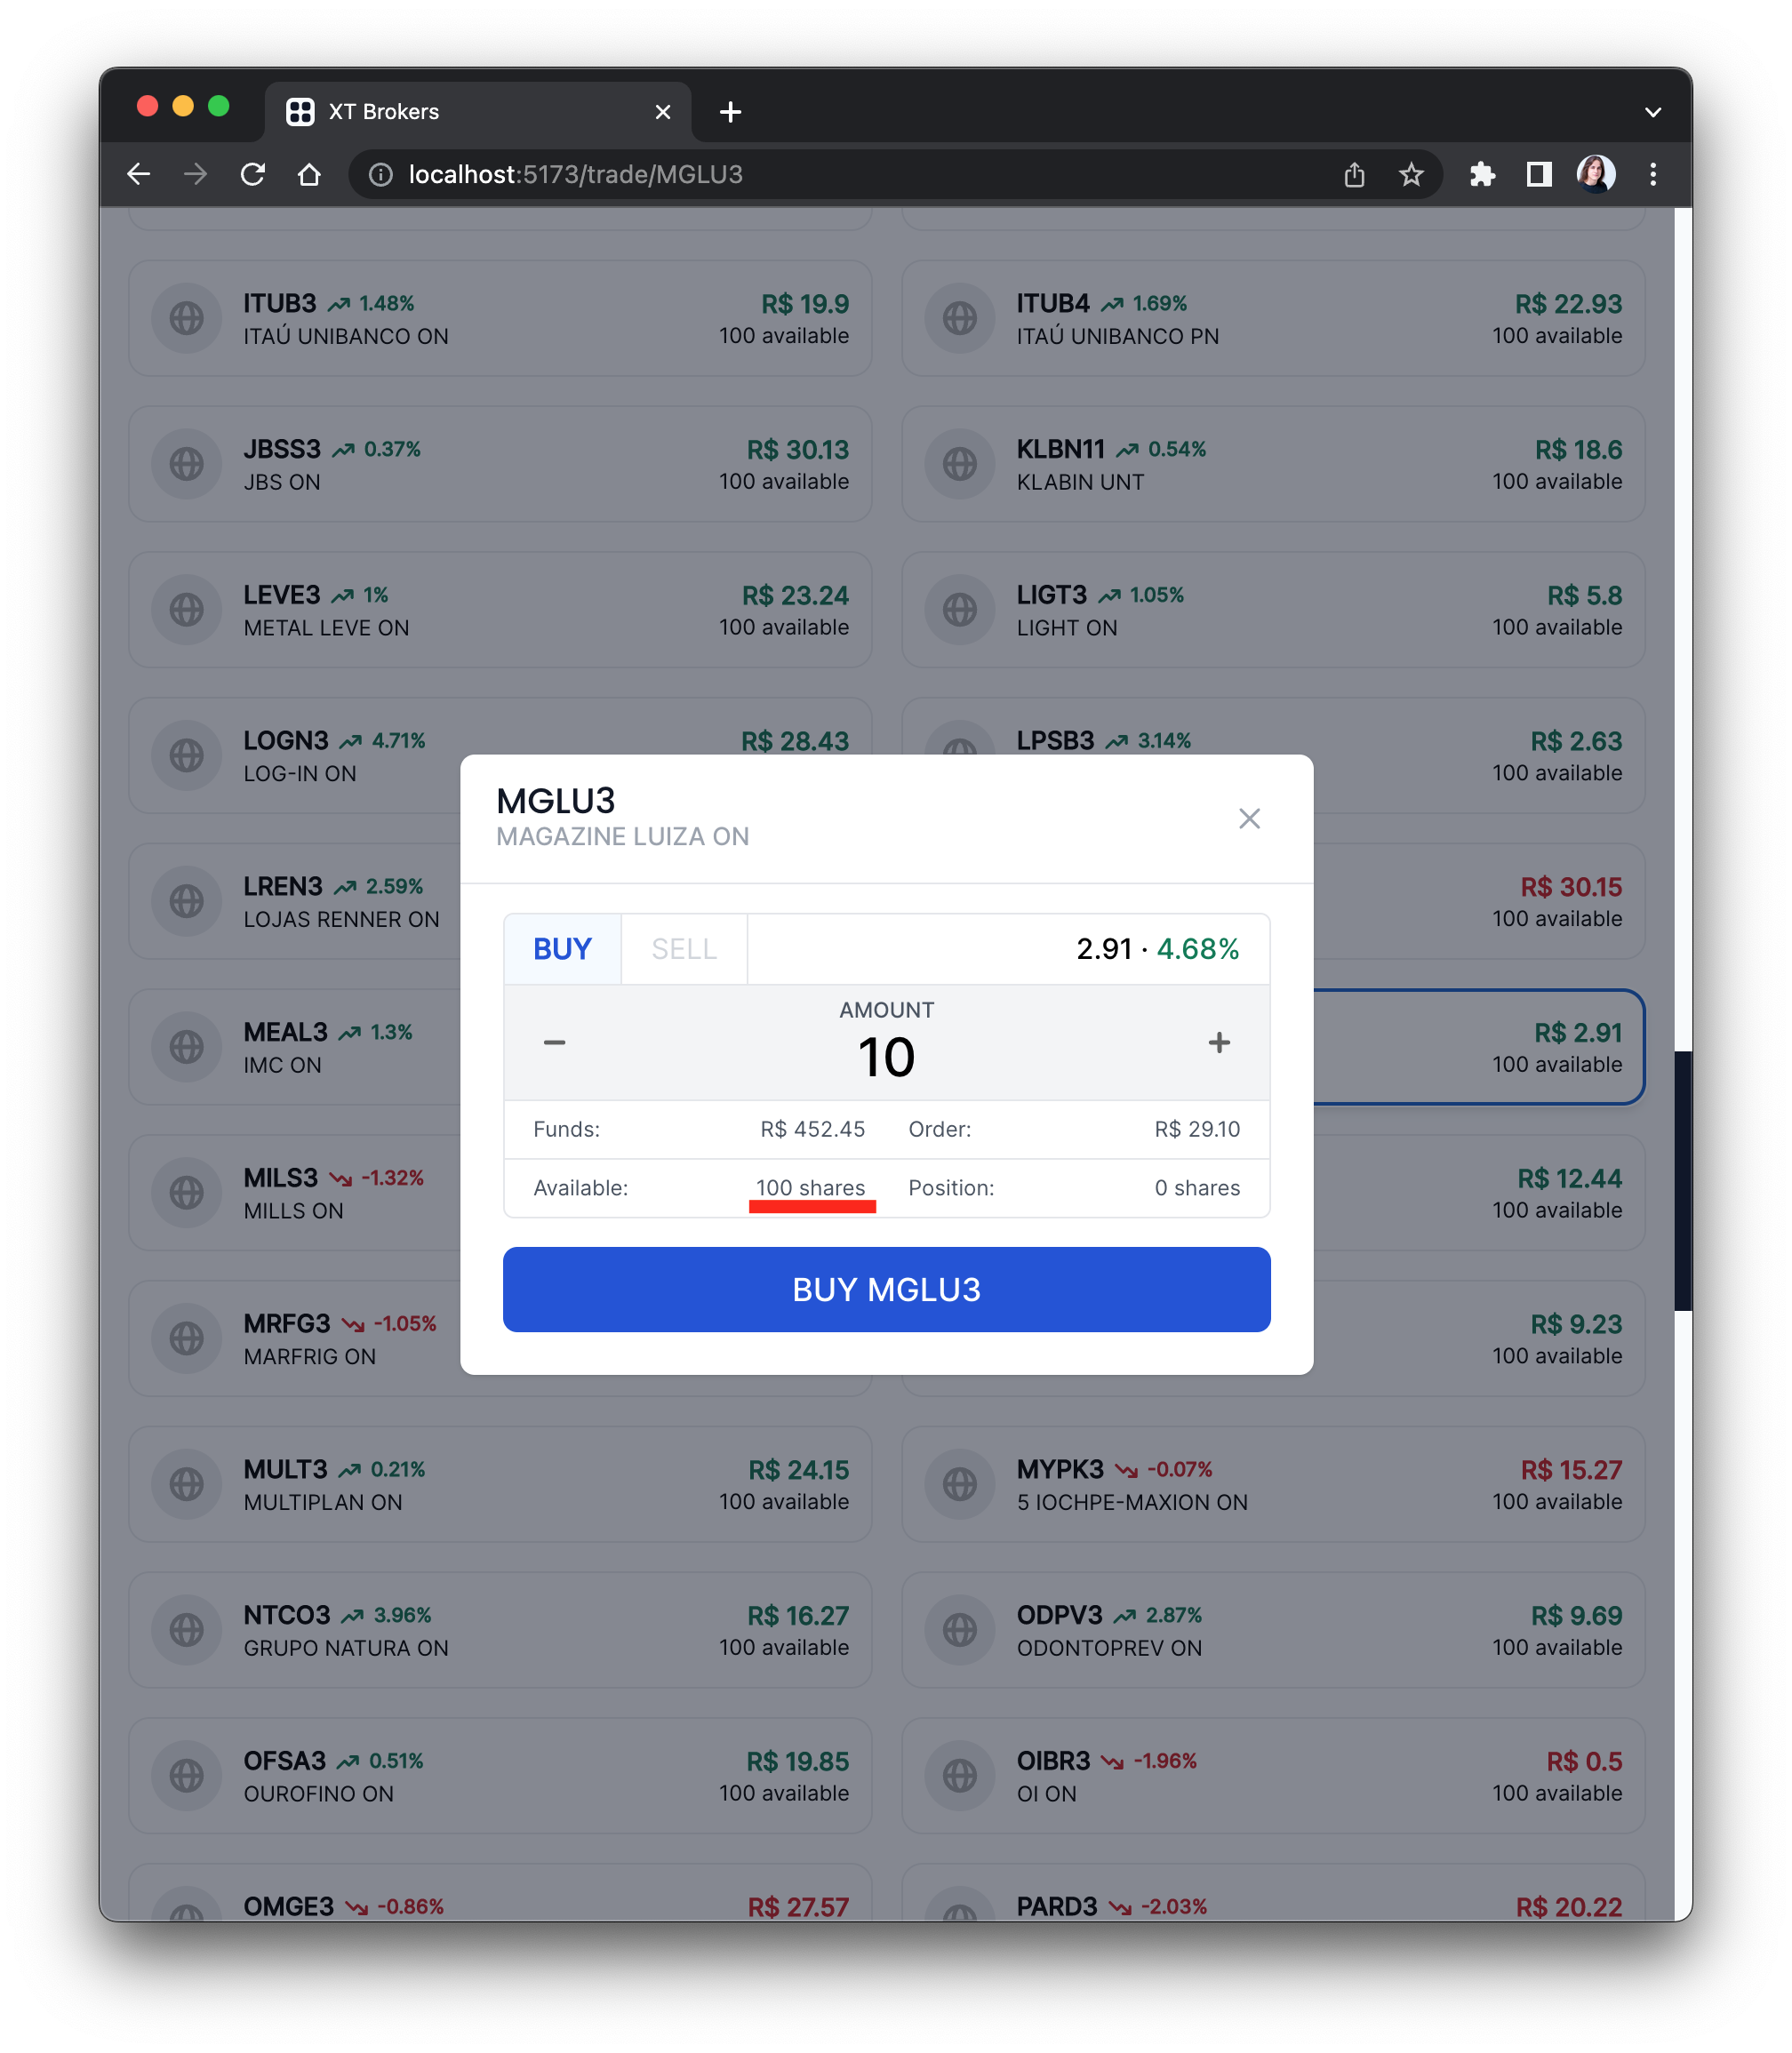 XT Brokers
localhost:5173/trade/MGLU3
ITUB3 1.48%
R$ 19.9
ITAÚ UNIBANCO ON
100 available
ITUB4 1.69%
R$ 22.93
ITAÚ UNIBANCO PN
100 available
JBSS3 0.37%
R$ 30.13
JBS ON
100 available
KLBN11 0.54%
R$ 18.6
KLABIN UNT
100 available
LEVE3 1%
R$ 23.24
METAL LEVE ON
100 available
LIGT3 1.05%
R$ 5.8
LIGHT ON
100 available
LOGN3 4.71%
R$ 28.43
LOG-IN ON
LPSB3 3.14%
R$ 2.63
100 available
LREN3 2.59%
LOJAS RENNER ON
R$ 30.15
100 available
MEAL3 1.3%
IMC ON
R$ 2.91
100 available
MILS3 -1.32%
MILLS ON
R$ 12.44
100 available
MRFG3 -1.05%
MARFRIG ON
R$ 9.23
100 available
MGLU3
MAGAZINE LUIZA ON
BUY
SELL
2.91 · 4.68%
AMOUNT
10
Funds:
R$ 452.45
Order:
R$ 29.10
Available:
100 shares
Position:
0 shares
BUY MGLU3
MULT3 0.21%
R$ 24.15
MULTIPLAN ON
100 available
MYPK3 -0.07%
R$ 15.27
5 IOCHPE-MAXION ON
100 available
NTCO3 3.96%
R$ 16.27
GRUPO NATURA ON
100 available
ODPV3 2.87%
R$ 9.69
ODONTOPREV ON
100 available
OFSA3 0.51%
R$ 19.85
OUROFINO ON
100 available
OIBR3 -1.96%
R$ 0.5
OI ON
100 available
OMGE3 -0.86%
R$ 27.57
PARD3 -2.03%
R$ 20.22